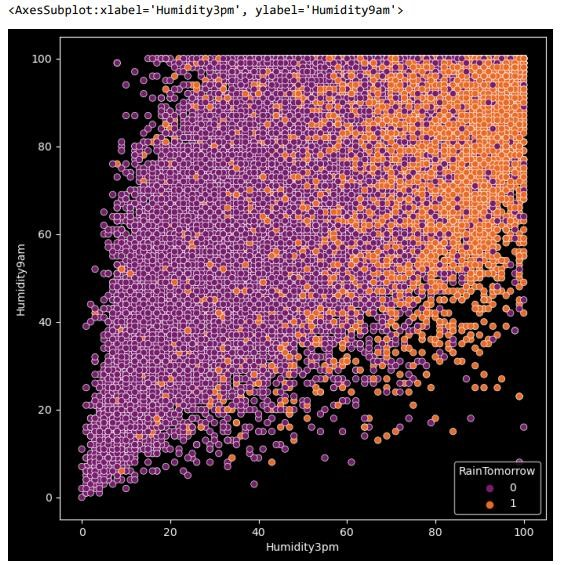 <AxesSubplot:xlabel='Humidity3pm', ylabel='Humidity9am'>
100
80
60
40
20
0
Humidity9am
RainTomorrow
0
1
0 20 40 60 80 100
Humidity3pm